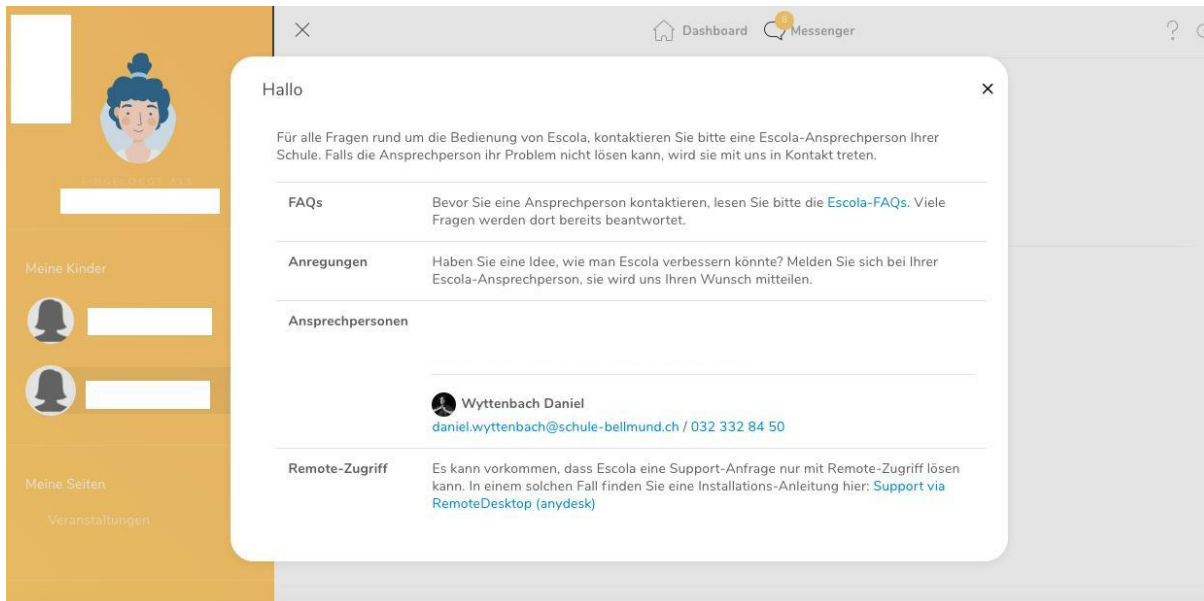 Dashboard
8
Messenger
?
Hallo
×
Für alle Fragen rund um die Bedienung von Escola, kontaktieren Sie bitte eine Escola-Ansprechperson Ihrer
Schule. Falls die Ansprechperson ihr Problem nicht lösen kann, wird sie mit uns in Kontakt treten.
FAQs
Bevor Sie eine Ansprechperson kontaktieren, lesen Sie bitte die Escola-FAQs. Viele
Fragen werden dort bereits beantwortet.
Anregungen
Haben Sie eine Idee, wie man Escola verbessern könnte? Melden Sie sich bei Ihrer
Escola-Ansprechperson, sie wird uns Ihren Wunsch mitteilen.
Ansprechpersonen
Wyttenbach Daniel
daniel.wyttenbach@schule-bellmund.ch / 032 332 84 50
Remote-Zugriff
Es kann vorkommen, dass Escola eine Support-Anfrage nur mit Remote-Zugriff lösen
kann. In einem solchen Fall finden Sie eine Installations-Anleitung hier: Support via
RemoteDesktop (anydesk)
EINGELOGGT ALS
Meine Kinder
Meine Seiten
Veranstaltungen